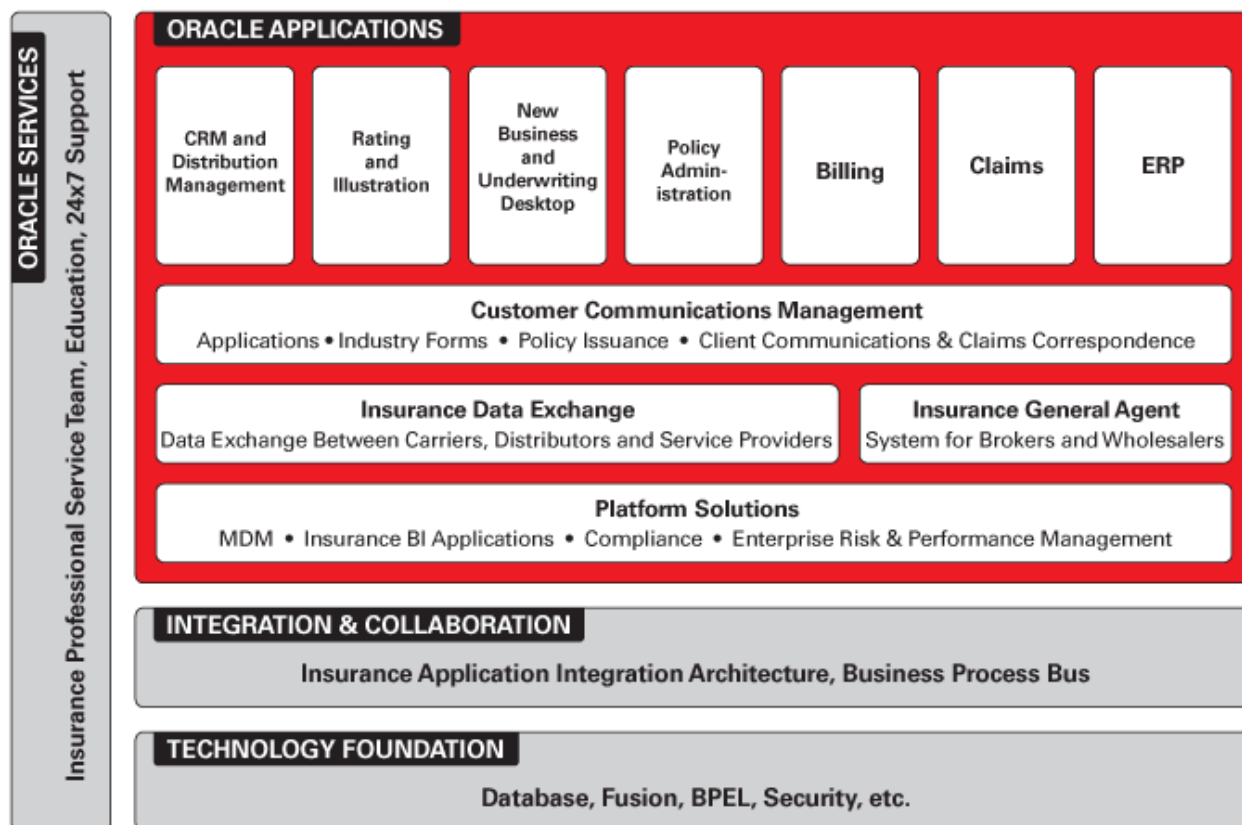 ORACLE SERVICES
Insurance Professional Service Team, Education, 24x7 Support
ORACLE APPLICATIONS
CRM and
Distribution
Management
Rating
and
Illustration
New
Business
and
Underwriting
Desktop
Policy
Admin-
istration
Billing
Claims
ERP
Customer Communications Management
Applications • Industry Forms • Policy Issuance • Client Communications & Claims Correspondence
Insurance Data Exchange
Data Exchange Between Carriers, Distributors and Service Providers
Insurance General Agent
System for Brokers and Wholesalers
Platform Solutions
MDM • Insurance BI Applications • Compliance • Enterprise Risk & Performance Management
INTEGRATION & COLLABORATION
Insurance Application Integration Architecture, Business Process Bus
TECHNOLOGY FOUNDATION
Database, Fusion, BPEL, Security, etc.